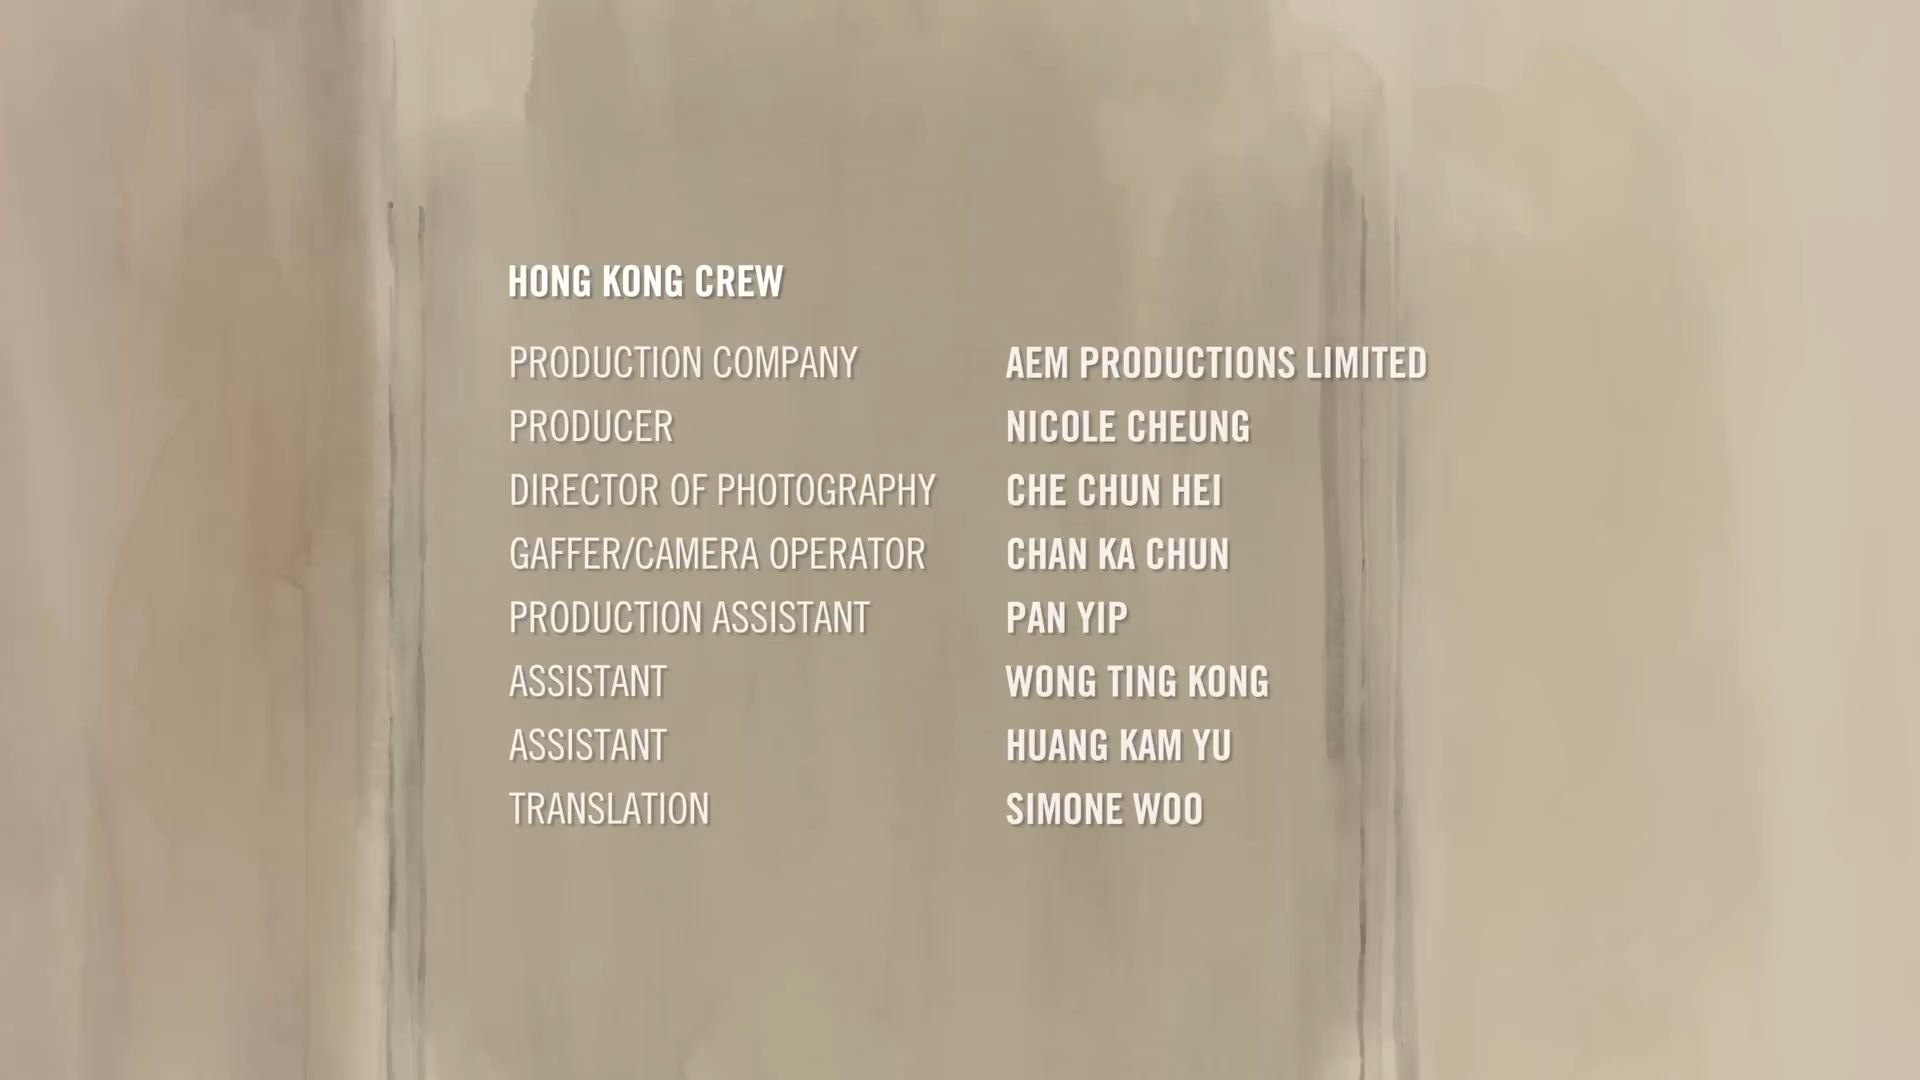 HONG KONG CREW
PRODUCTION COMPANY AEM PRODUCTIONS LIMITED
PRODUCER NICOLE CHEUNG
DIRECTOR OF PHOTOGRAPHY CHE CHUN HEI
GAFFER/CAMERA OPERATOR CHAN KA CHUN
PRODUCTION ASSISTANT PAN YIP
ASSISTANT WONG TING KONG
ASSISTANT HUANG KAM YU
TRANSLATION SIMONE WOO